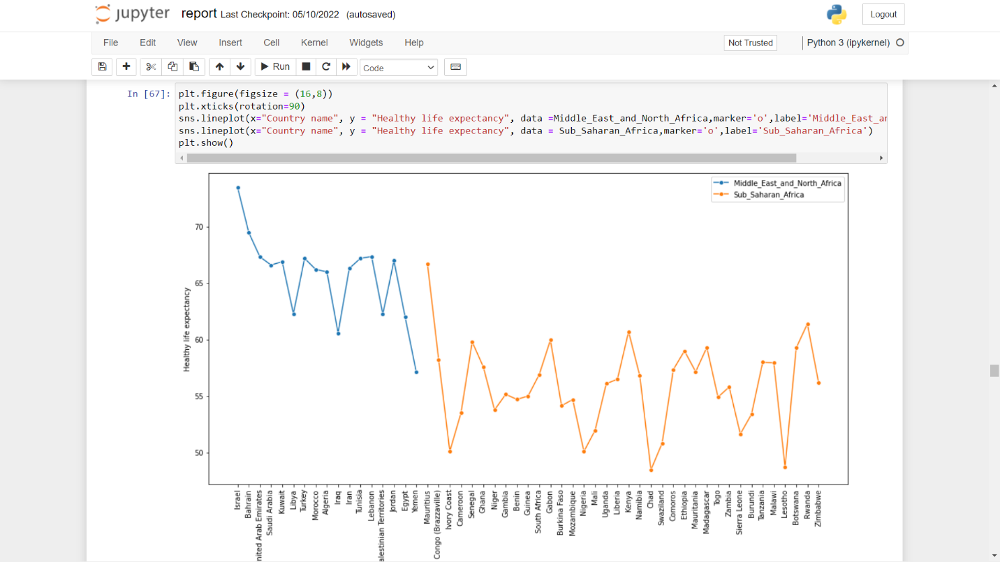 jupyter report Last Checkpoint: 05/10/2022 (autosaved)
Logout
File Edit View Insert Cell Kernel Widgets Help
Not Trusted
Python 3 (ipykernel)
Run
Code
In [67]:
plt.figure(figsize = (16,8))
plt.xticks(rotation=90)
sns.lineplot(x="Country name", y = "Healthy life expectancy", data =Middle_East_and_North_Africa,marker='o',label='Middle_East_ar
sns.lineplot(x="Country name", y = "Healthy life expectancy", data = Sub_Saharan_Africa,marker='o',label='Sub_Saharan_Africa')
plt.show()
Middle_East_and_North_Africa
Sub_Saharan_Africa
70
65
60
55
50
Healthy life expectancy
Israel
Bahrain
nited Arab Emirates
Saudi Arabia
Kuwait
Libya
Turkey
Morocco
Algeria
Iraq
Iran
Tunisia
Lebanon
alestinian Territories
Jordan
Egypt
Yemen
Mauritius
Congo (Brazzaville)
Ivory Coast
Cameroon
Senegal
Ghana
Niger
Gambia
Benin
Guinea
South Africa
Gabon
Burkina Faso
Mozambique
Nigeria
Mali
Uganda
Liberia
Kenya
Namibia
Chad
Swaziland
Comoros
Ethiopia
Mauritania
Madagascar
Togo
Zambia
Sierra Leone
Burundi
Tanzania
Malawi
Lesotho
Botswana
Rwanda
Zimbabwe